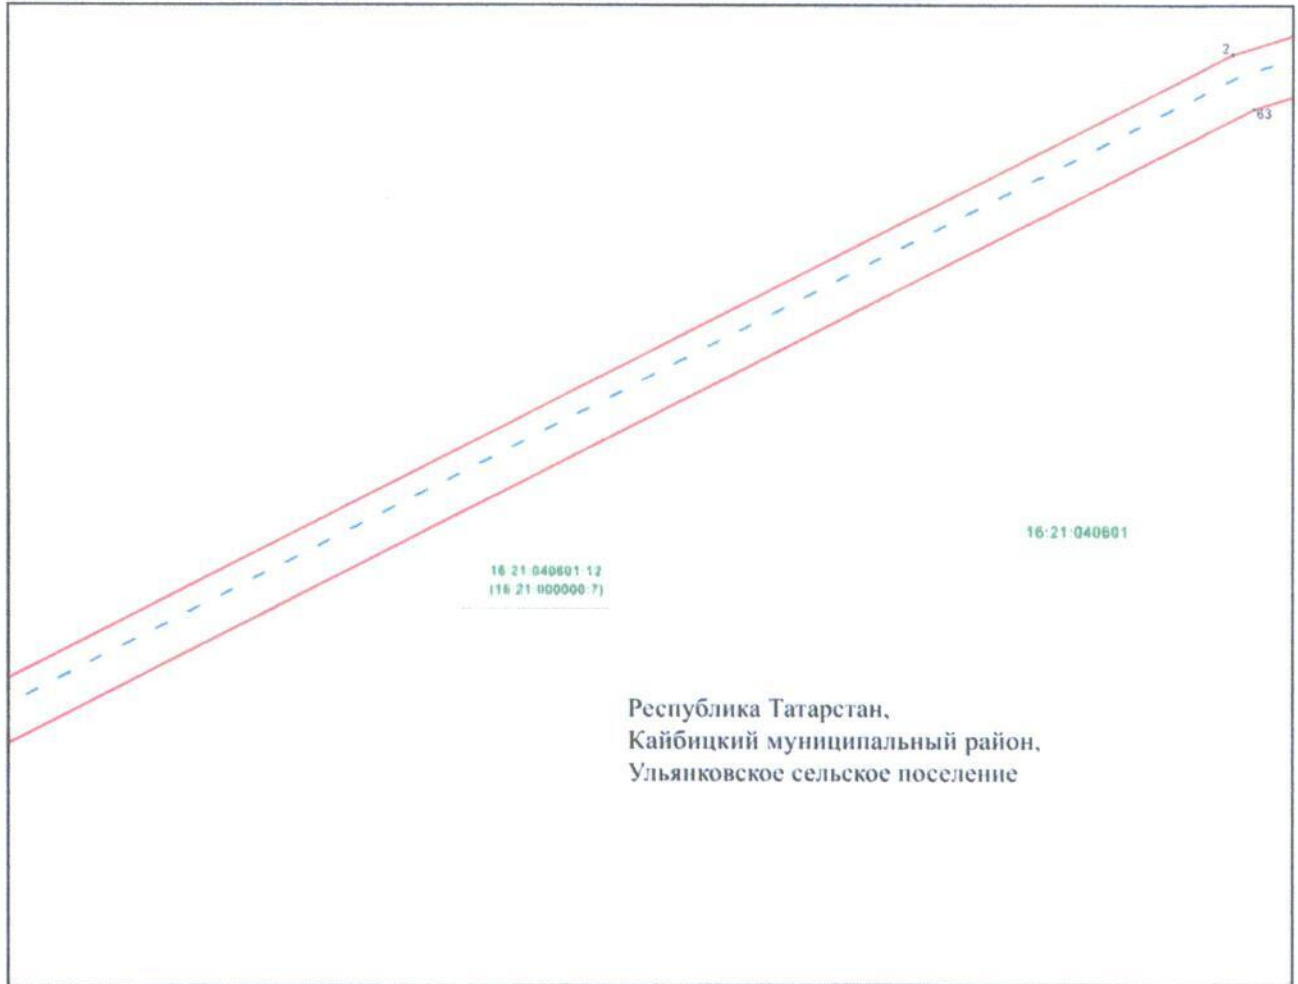 2
63
16:21:040601
16:21:040601:12
(16:21:000000:7)
Республика Татарстан,
Кайбицкий муниципальный район,
Ульянковское сельское поселение